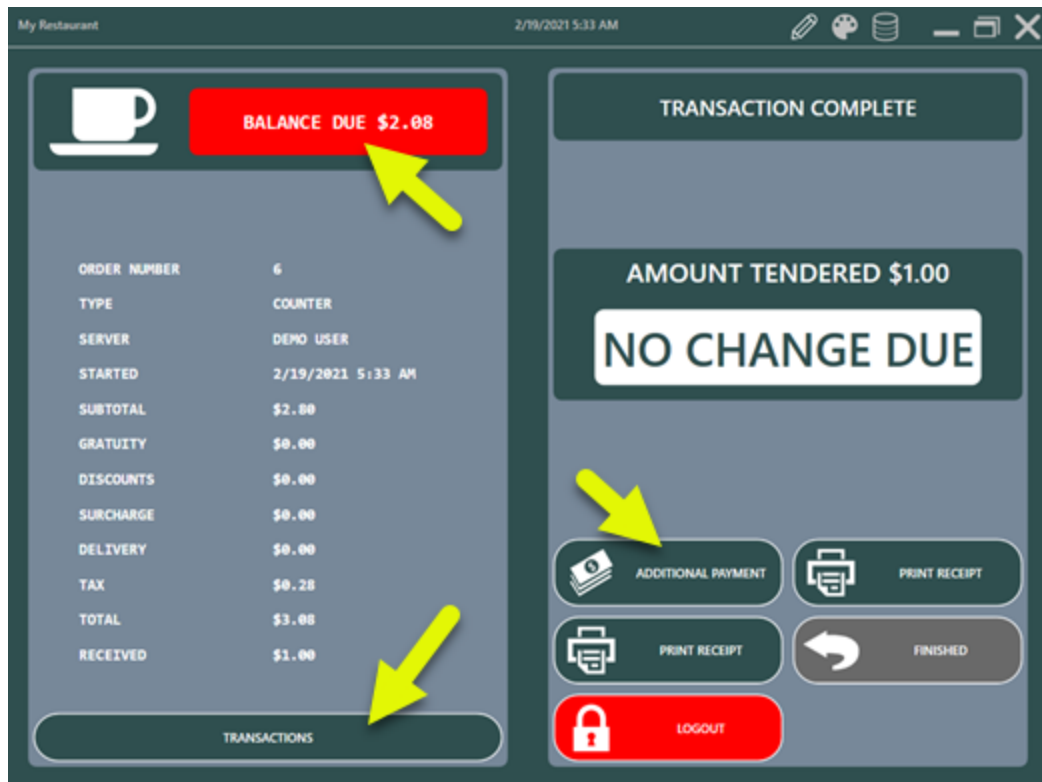 My Restaurant 2/19/2021 5:33 AM
BALANCE DUE $2.08
ORDER NUMBER 6
TYPE COUNTER
SERVER DEMO USER
STARTED 2/19/2021 5:33 AM
SUBTOTAL $2.80
GRATUITY $0.00
DISCOUNTS $0.00
SURCHARGE $0.00
DELIVERY $0.00
TAX $0.28
TOTAL $3.08
RECEIVED $1.00
TRANSACTIONS
TRANSACTION COMPLETE
AMOUNT TENDERED $1.00
NO CHANGE DUE
ADDITIONAL PAYMENT PRINT RECEIPT
PRINT RECEIPT FINISHED
LOGOUT